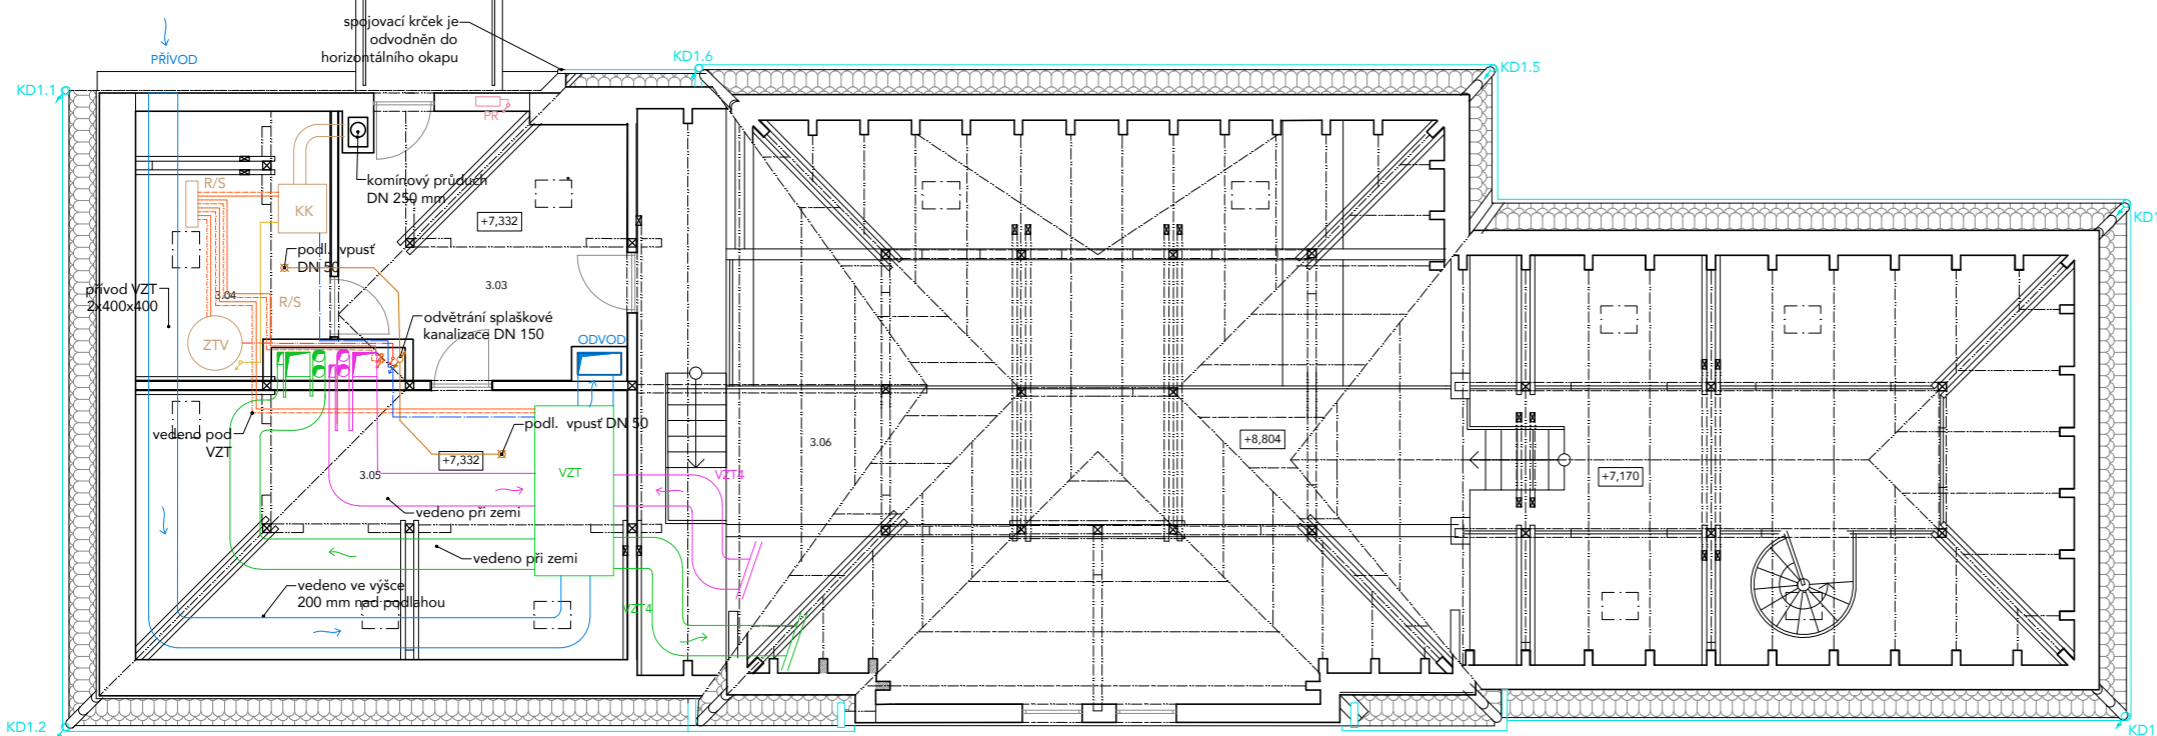 spojovací krček je
odvodněn do
horizontálního okapu
PŘÍVOD
KD1.1
KD1.6
KD1.5
PR
komínový průduch
DN 250 mm
R/S
KK
+7,332
podl. vpusť
DN 50
přívod VZT
2x400x400
3.04
R/S
3.03
odvětrání splaškové
kanalizace DN 150
ZTV
ODVOD
vedeno pod
VZT
podl. vpusť DN 50
+7,332
3.05
VZT
VZT4
3.06
+8,804
+7,170
vedeno při zemi
vedeno při zemi
vedeno ve výšce
200 mm nad podlahou
VZT4
KD1.2
KD1
KD1